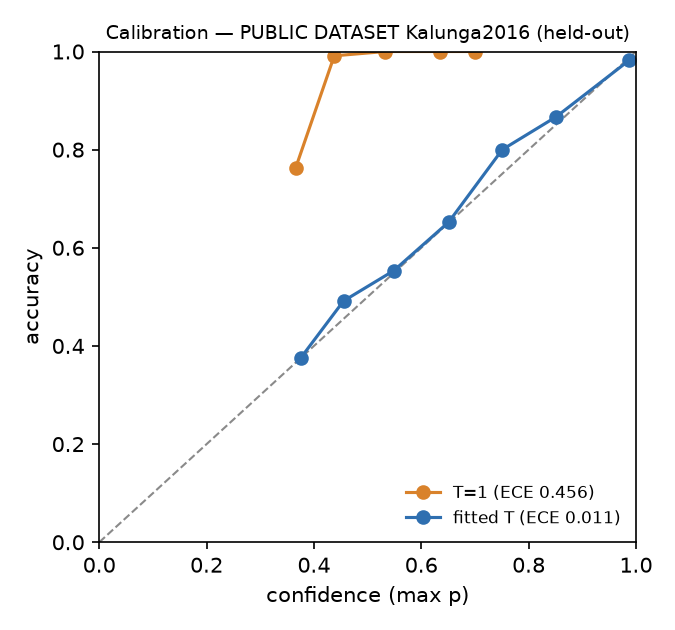 Calibration — PUBLIC DATASET Kalunga2016 (held-out)
1.0
0.8
0.6
0.4
0.2
0.0
accuracy
T=1 (ECE 0.456)
fitted T (ECE 0.011)
0.0 0.2 0.4 0.6 0.8 1.0
confidence (max p)